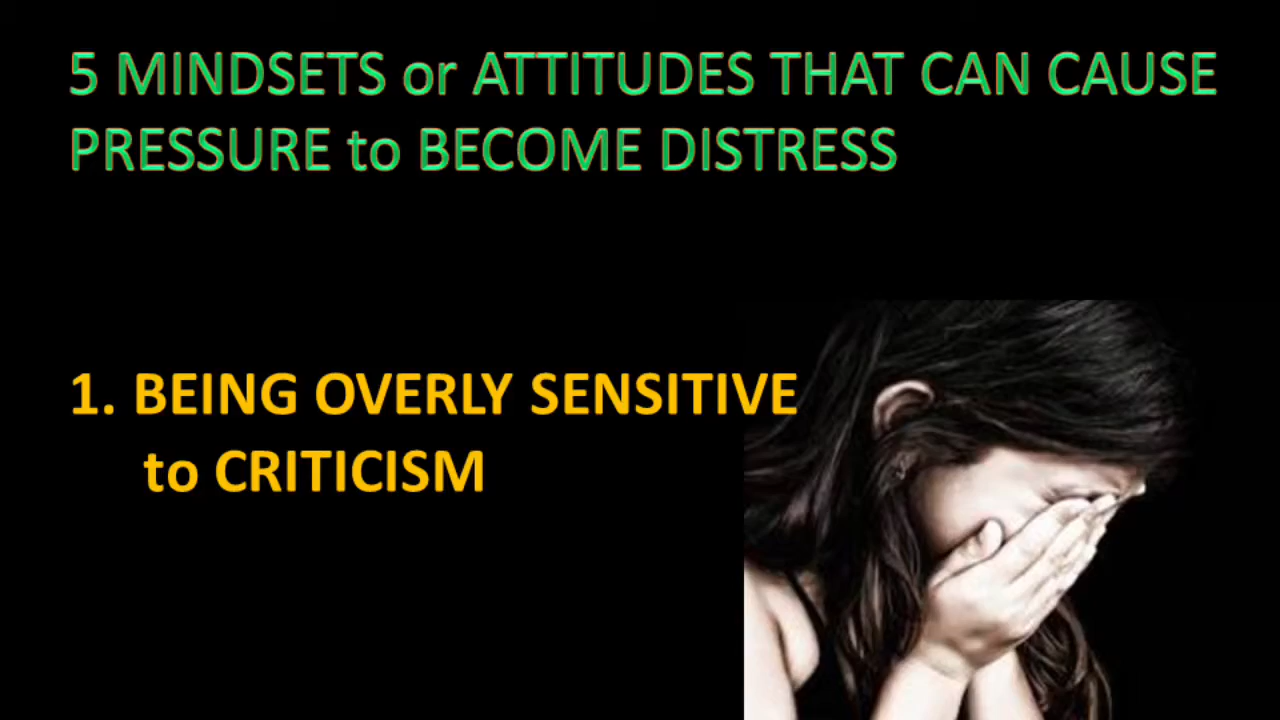 5 MINDSETS or ATTITUDES THAT CAN CAUSE
PRESSURE to BECOME DISTRESS
1. BEING OVERLY SENSITIVE
to CRITICISM